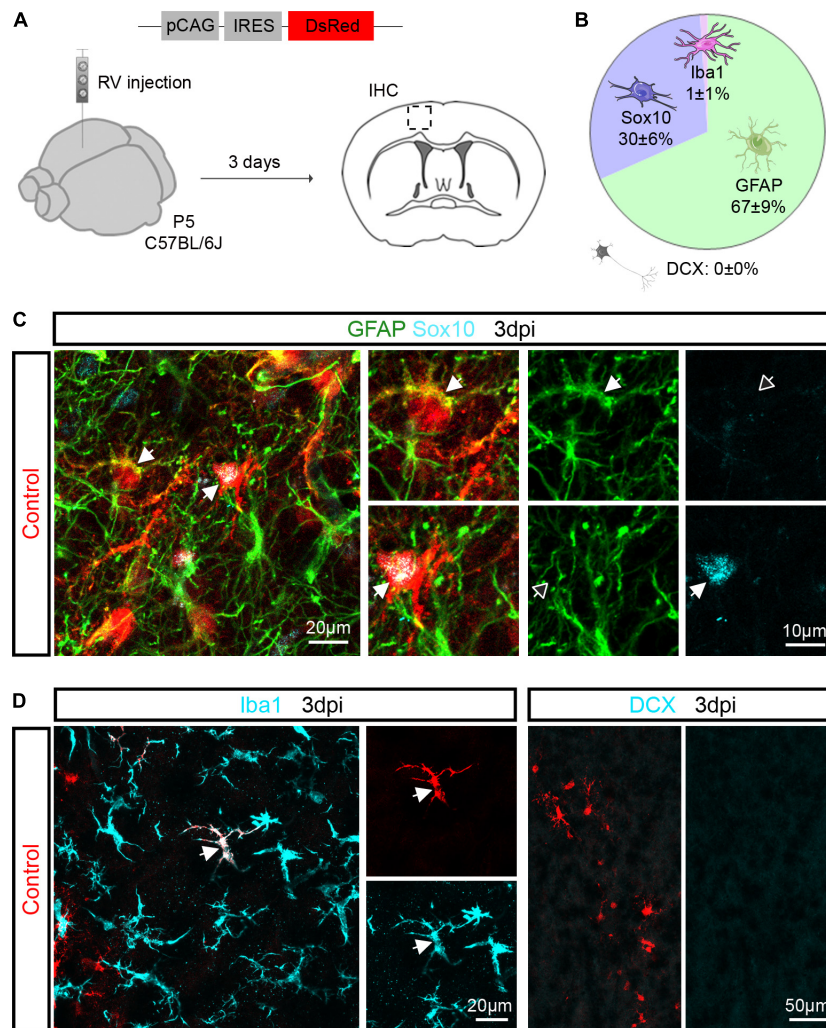 A
pCAG IRES DsRed
RV injection
3 days
IHC
P5
C57BL/6J
B
Iba1
1±1%
Sox10
30±6%
GFAP
67±9%
DCX: 0±0%
C
GFAP Sox10 3dpi
Control
20µm
10µm
D
Iba1 3dpi
DCX 3dpi
Control
20µm
50µm